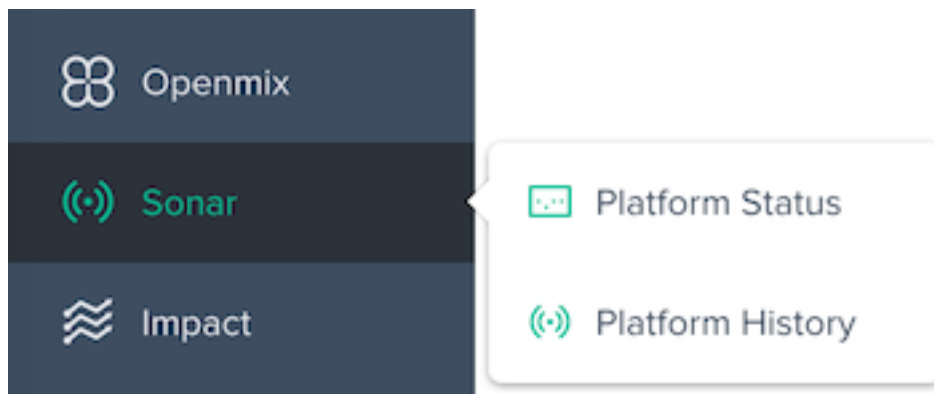 Openmix
Sonar
Impact
Platform Status
Platform History